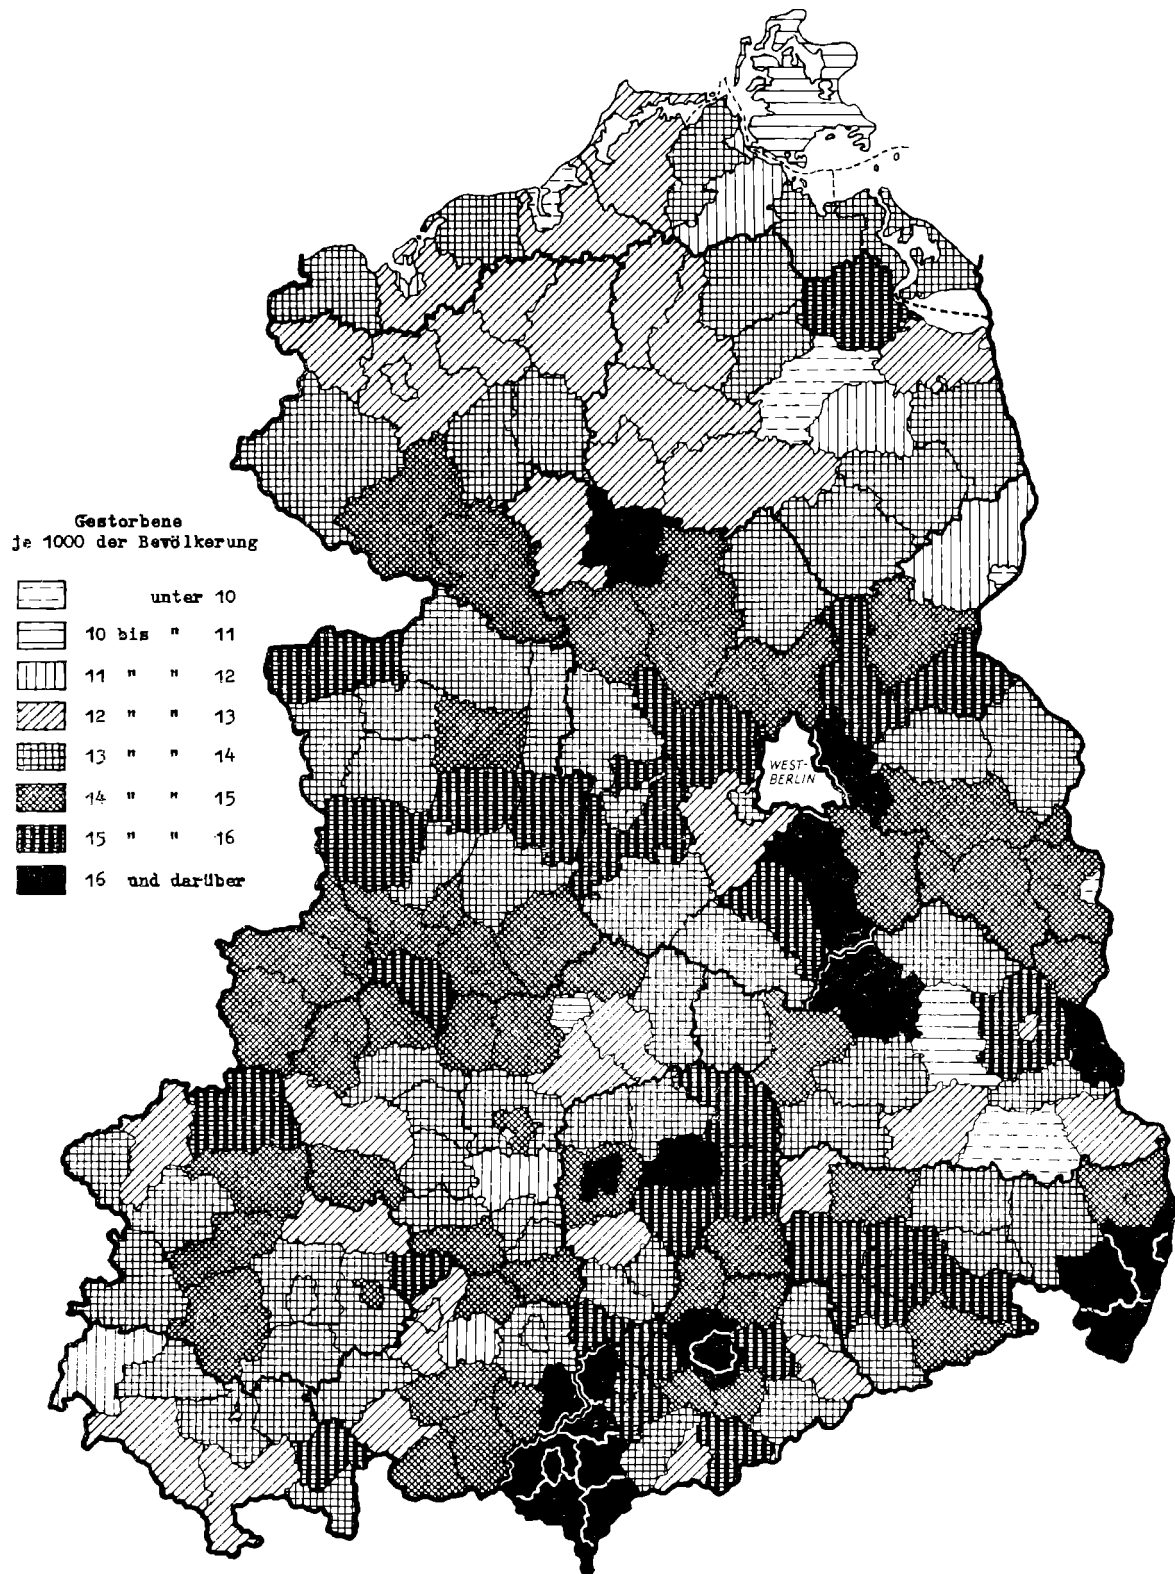 Gestorbene
je 1000 der Bevölkerung
unter 10
10 bis " 11
11 " " 12
12 " " 13
13 " " 14
14 " " 15
15 " " 16
16 und darüber
WEST-
BERLIN